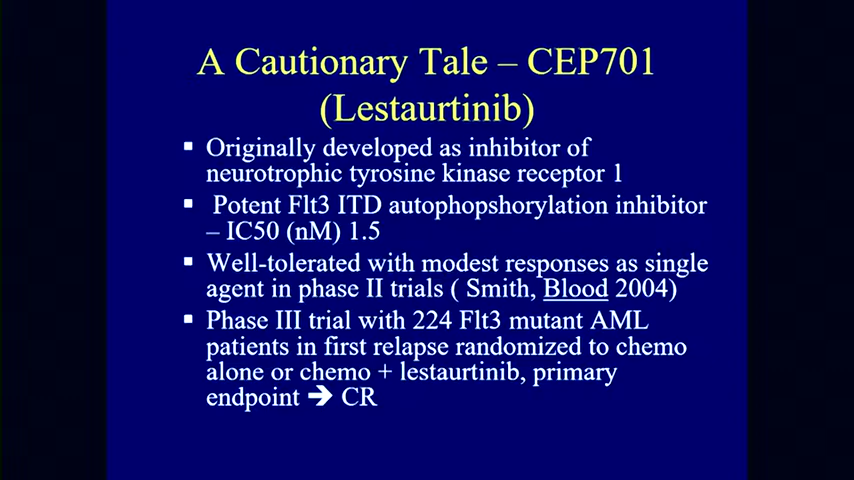 A Cautionary Tale – CEP701
(Lestaurtinib)
▪ Originally developed as inhibitor of
neurotrophic tyrosine kinase receptor 1
▪ Potent Flt3 ITD autophopshorylation inhibitor
– IC50 (nM) 1.5
▪ Well-tolerated with modest responses as single
agent in phase II trials ( Smith, Blood 2004)
▪ Phase III trial with 224 Flt3 mutant AML
patients in first relapse randomized to chemo
alone or chemo + lestaurtinib, primary
endpoint ➔ CR